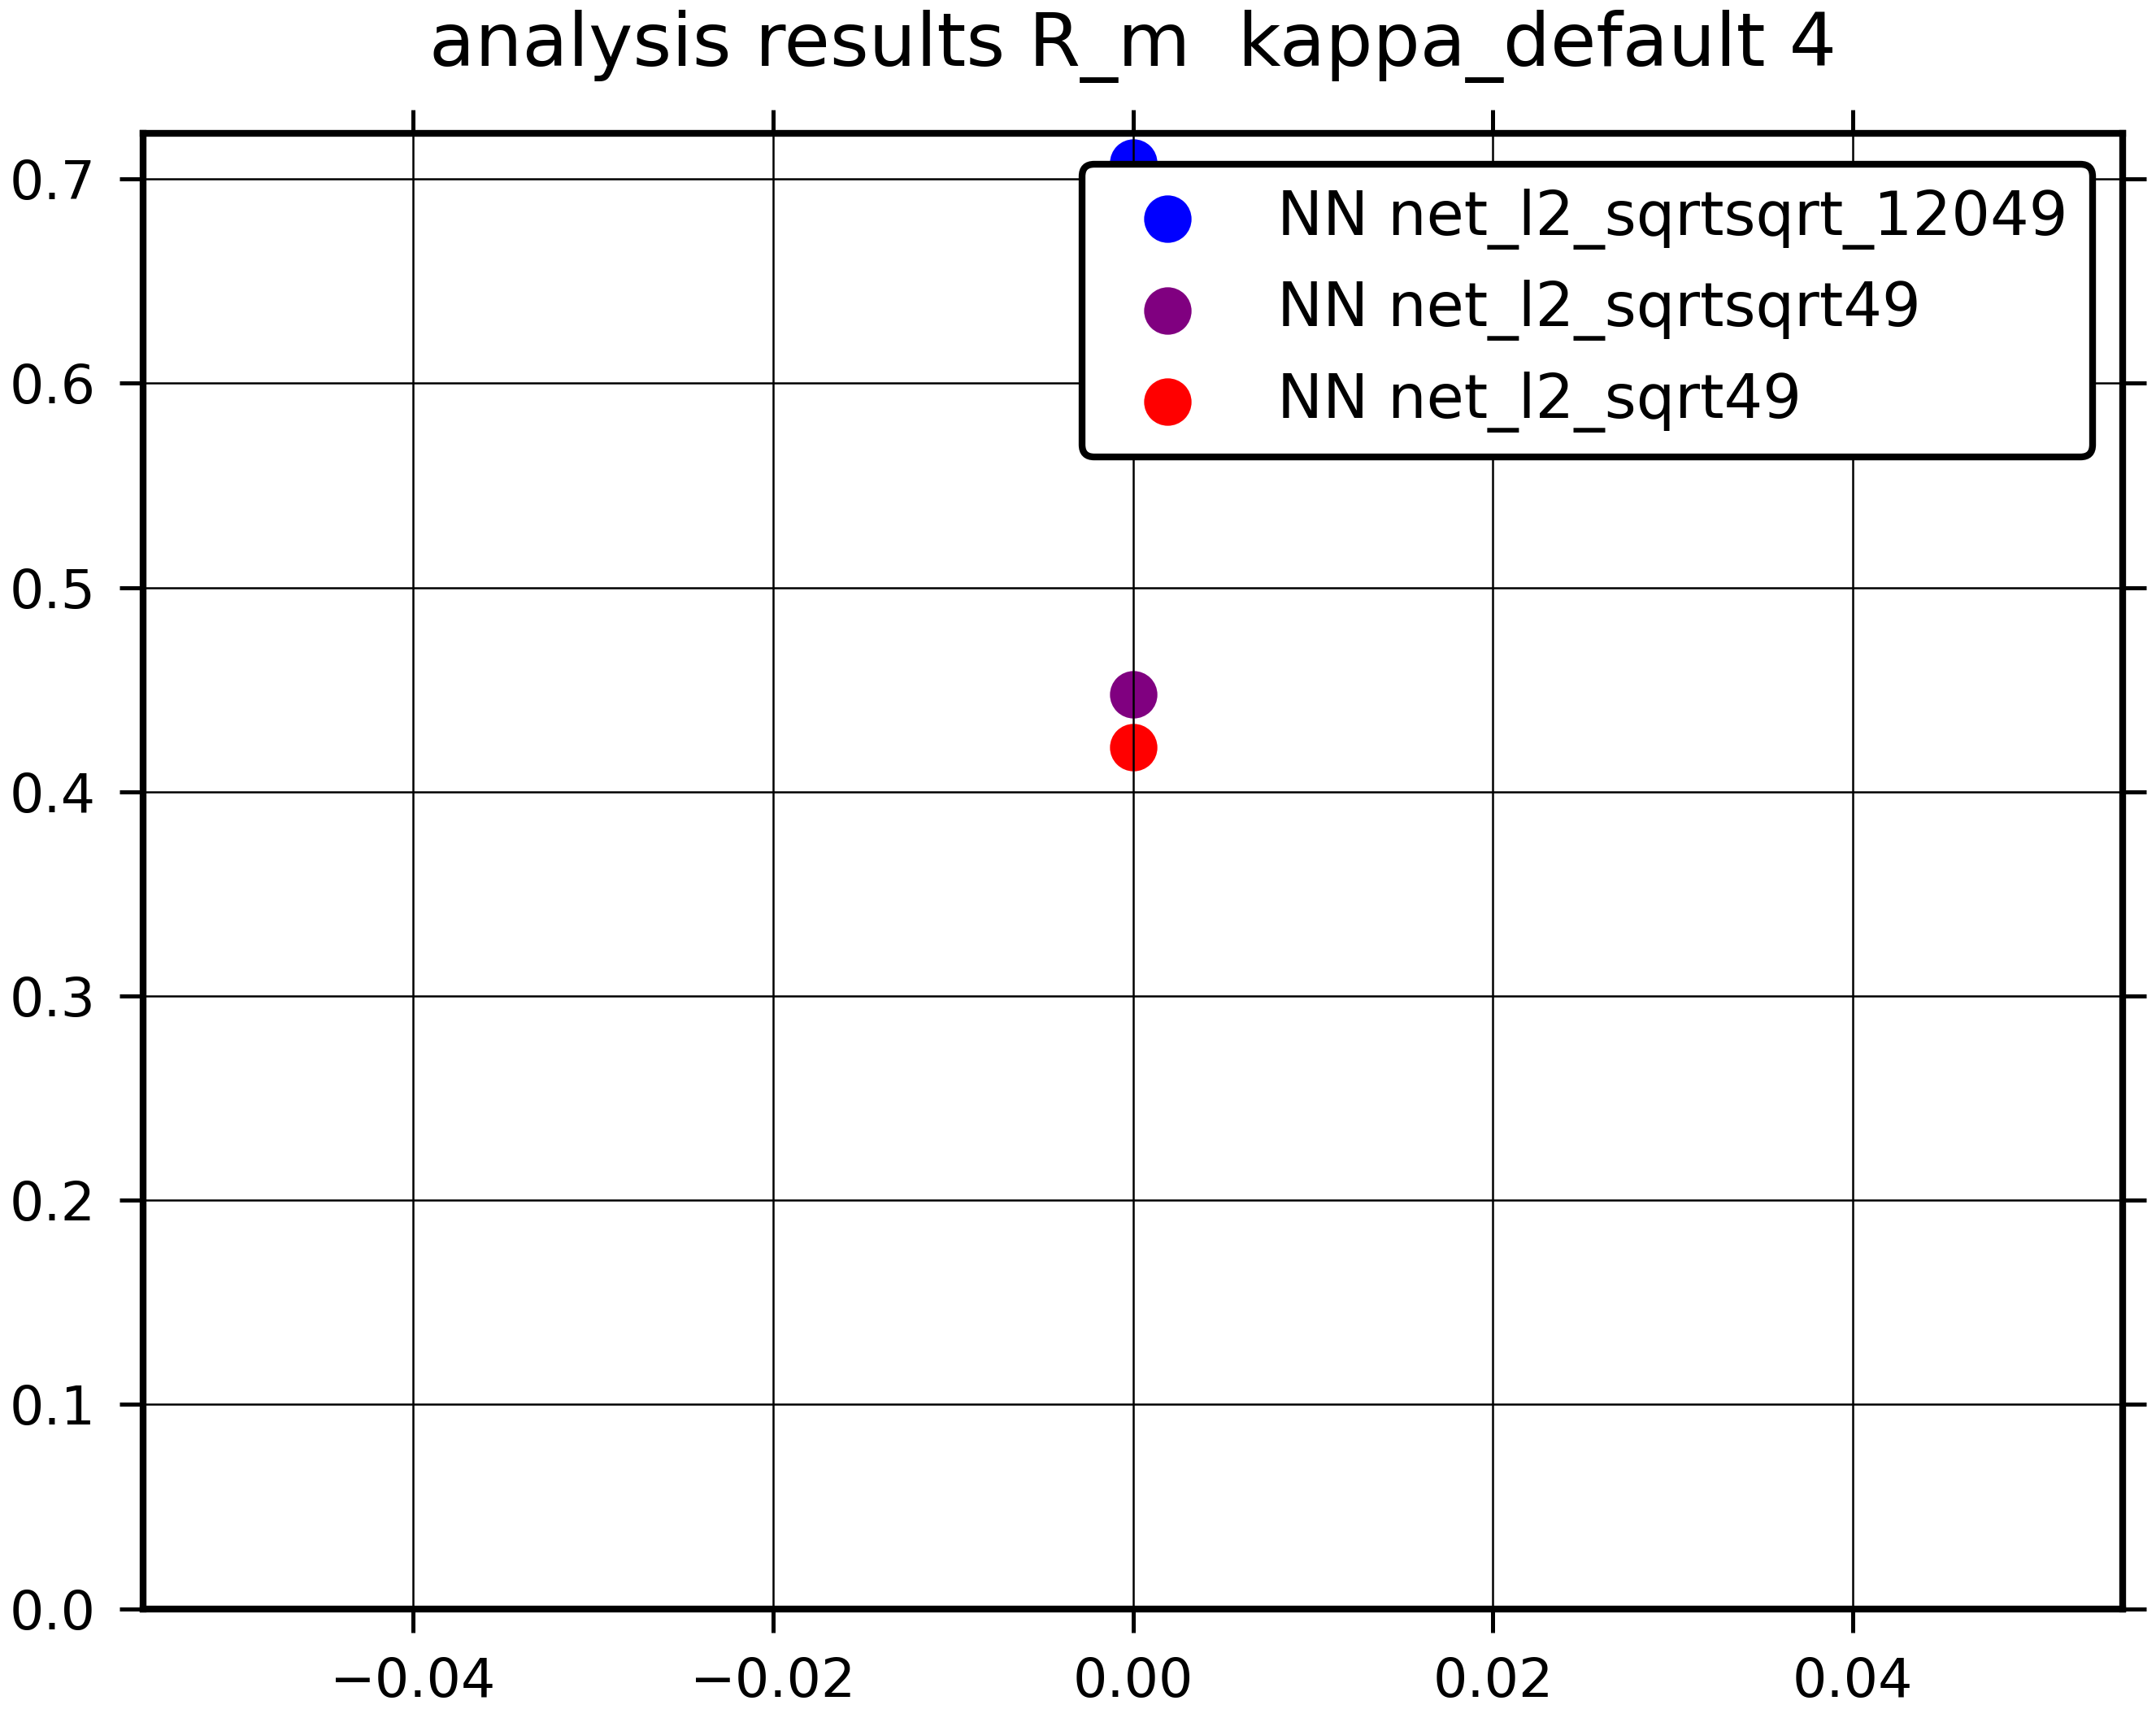 analysis results R_m  kappa_default 4
0.7
0.6
0.5
0.4
0.3
0.2
0.1
0.0
NN net_l2_sqrtsqrt_12049
NN net_l2_sqrtsqrt49
NN net_l2_sqrt49
−0.04 −0.02 0.00 0.02 0.04